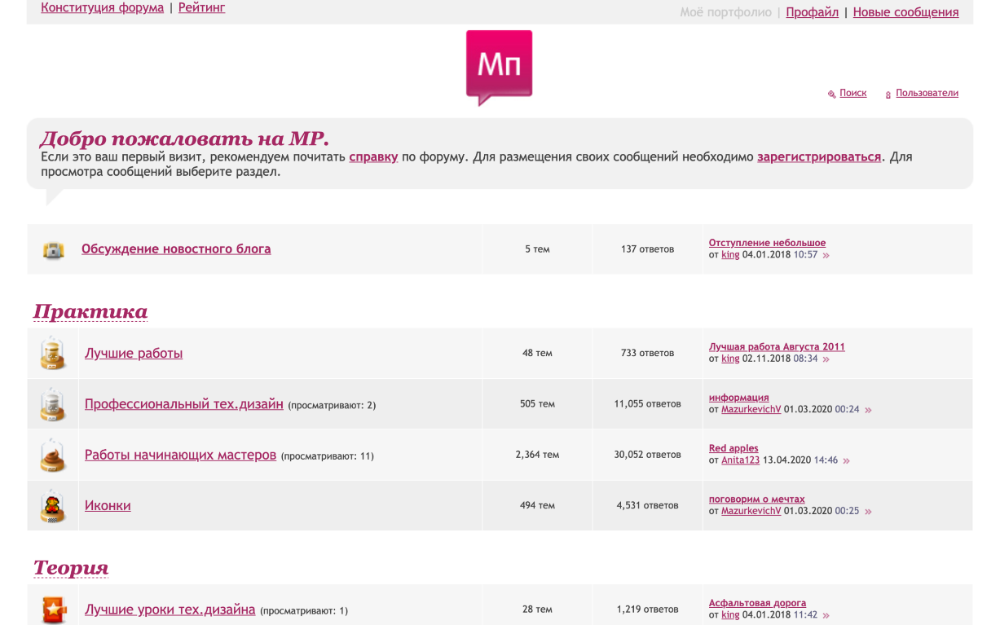 Конституция форума | Рейтинг
Моё портфолио | Профайл | Новые сообщения
Мп
Поиск Пользователи
Добро пожаловать на МР.
Если это ваш первый визит, рекомендуем почитать справку по форуму. Для размещения своих сообщений необходимо зарегистрироваться. Для
просмотра сообщений выберите раздел.
Обсуждение новостного блога 5 тем 137 ответов Отступление небольшое
от king 04.01.2018 10:57 »
Практика
Лучшие работы 48 тем 733 ответов Лучшая работа Августа 2011
от king 02.11.2018 08:34 »
Профессиональный тех.дизайн (просматривают: 2) 505 тем 11,055 ответов информация
от MazurkevichV 01.03.2020 00:24 »
Работы начинающих мастеров (просматривают: 11) 2,364 тем 30,052 ответов Red apples
от Anita123 13.04.2020 14:46 »
Иконки 494 тем 4,531 ответов поговорим о мечтах
от MazurkevichV 01.03.2020 00:25 »
Теория
Лучшие уроки тех.дизайна (просматривают: 1) 28 тем 1,219 ответов Асфальтовая дорога
от king 04.01.2018 11:42 »